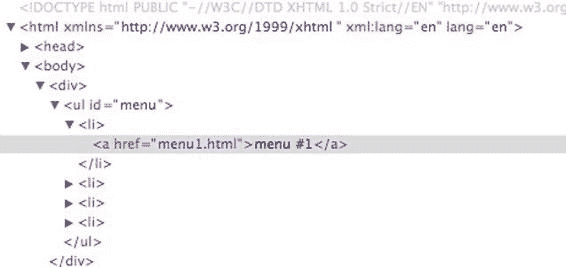 <!DOCTYPE html PUBLIC "-//W3C//DTD XHTML 1.0 Strict//EN" "http://www.w3.org
▼<html xmlns="http://www.w3.org/1999/xhtml " xml:lang="en" lang="en">
▶<head>
▼<body>
▼<div>
▼<ul id="menu">
▼<li>
<a href="menu1.html">menu #1</a>
</li>
▶<li>
▶<li>
▶<li>
</ul>
</div>